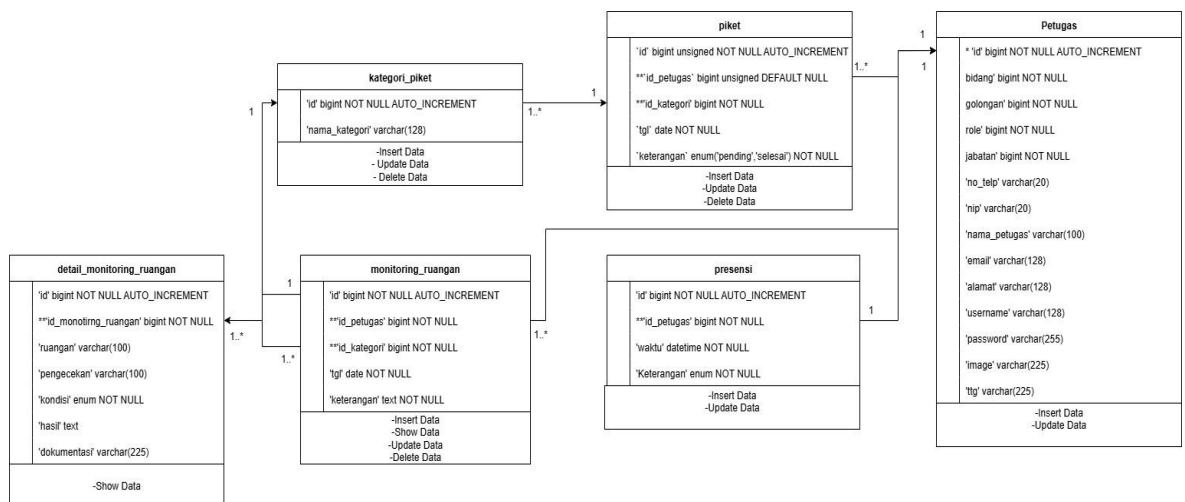 kategori_piket
'id' bigint NOT NULL AUTO_INCREMENT
'nama_kategori' varchar(128)
-Insert Data
- Update Data
- Delete Data
1
1..*
1
piket
`id` bigint unsigned NOT NULL AUTO_INCREMENT
**`id_petugas` bigint unsigned DEFAULT NULL
**'id_kategori' bigint NOT NULL
`tgl` date NOT NULL
`keterangan` enum('pending','selesai') NOT NULL
-Insert Data
-Update Data
-Delete Data
1..*
1
1
Petugas
* 'id' bigint NOT NULL AUTO_INCREMENT
bidang' bigint NOT NULL
golongan' bigint NOT NULL
role' bigint NOT NULL
jabatan' bigint NOT NULL
'no_telp' varchar(20)
'nip' varchar(20)
'nama_petugas' varchar(100)
'email' varchar(128)
'alamat' varchar(128)
'username' varchar(128)
'password' varchar(255)
'image' varchar(225)
'ttg' varchar(225)
-Insert Data
-Update Data
detail_monitoring_ruangan
'id' bigint NOT NULL AUTO_INCREMENT
**'id_monotirng_ruangan' bigint NOT NULL
'ruangan' varchar(100)
'pengecekan' varchar(100)
'kondisi' enum NOT NULL
'hasil' text
'dokumentasi' varchar(225)
-Show Data
1..*
1
1..*
monitoring_ruangan
'id' bigint NOT NULL AUTO_INCREMENT
**'id_petugas' bigint NOT NULL
**'id_kategori' bigint NOT NULL
'tgl' date NOT NULL
'keterangan' text NOT NULL
-Insert Data
-Show Data
-Update Data
-Delete Data
1..*
presensi
'id' bigint NOT NULL AUTO_INCREMENT
**'id_petugas' bigint NOT NULL
'waktu' datetime NOT NULL
'Keterangan' enum NOT NULL
-Insert Data
-Update Data
1